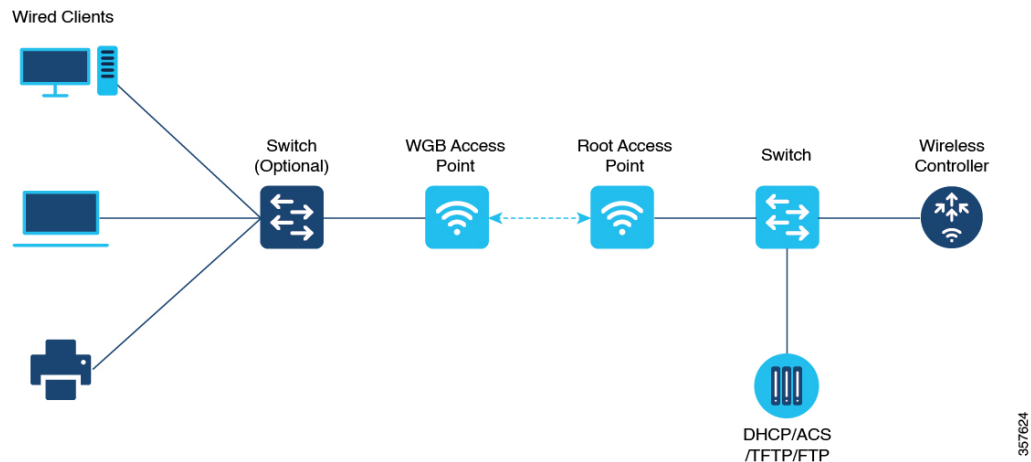 Wired Clients
Switch
(Optional)
WGB Access
Point
Root Access
Point
Switch
Wireless
Controller
DHCP/ACS
/TFTP/FTP
357624